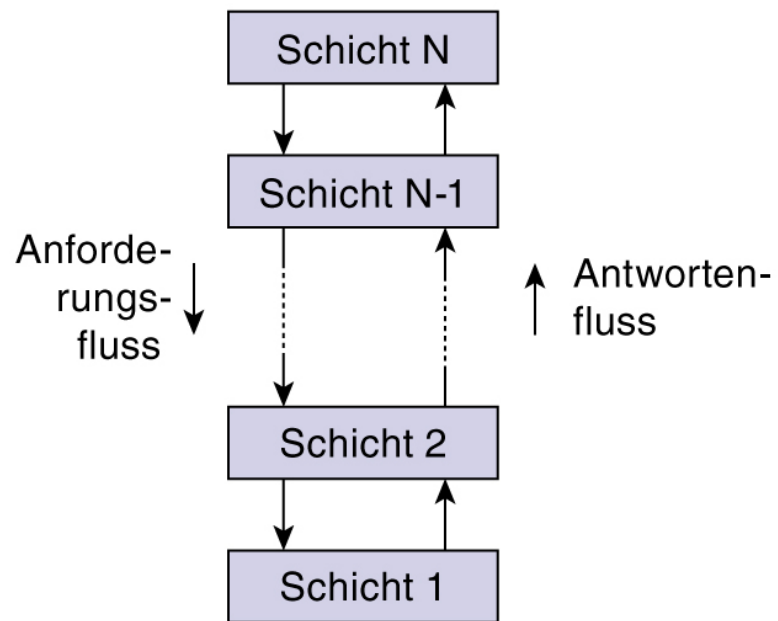 Schicht N
Schicht N-1
Anforde-
rungs-
fluss
Antworten-
fluss
Schicht 2
Schicht 1